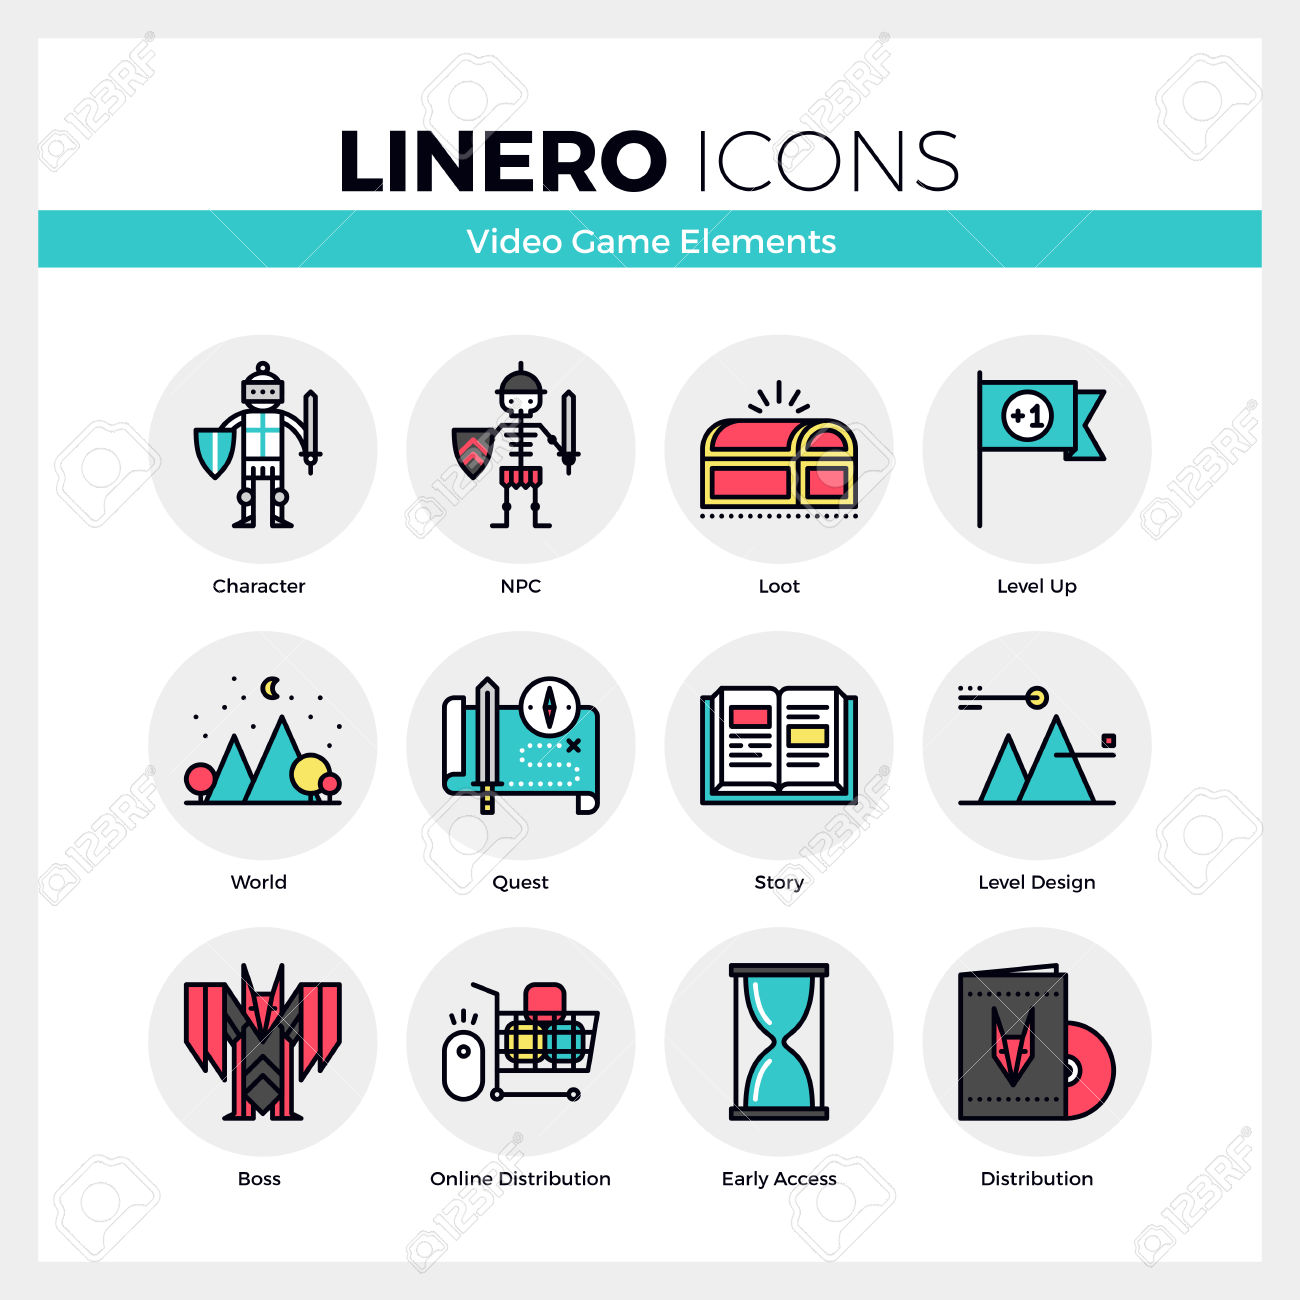 LINERO ICONS
Video Game Elements
+1
Character NPC Loot Level Up
World Quest Story Level Design
Boss Online Distribution Early Access Distribution
123RF